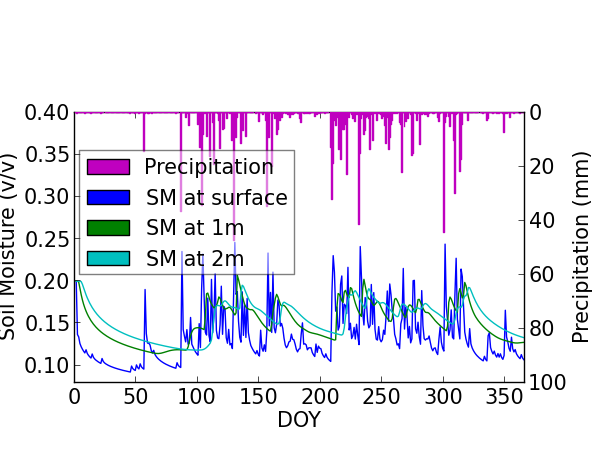 0.40
0.35
0.30
0.25
0.20
0.15
0.10
Soil Moisture (v/v)
Precipitation
SM at surface
SM at 1m
SM at 2m
0
20
40
60
80
100
Precipitation (mm)
0 50 100 150 200 250 300 350
DOY